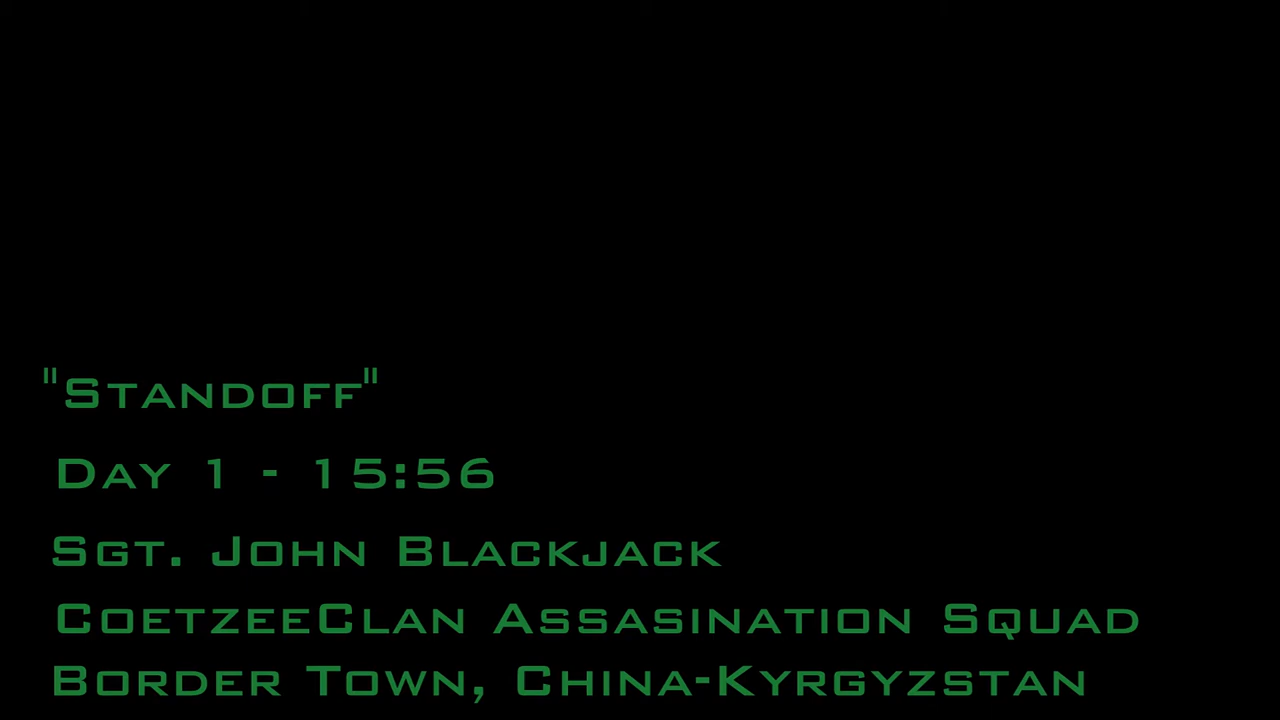 "Standoff"
Day 1 - 15:56
Sgt. John Blackjack
CoetzeeClan Assasination Squad
Border Town, China-Kyrgyzstan